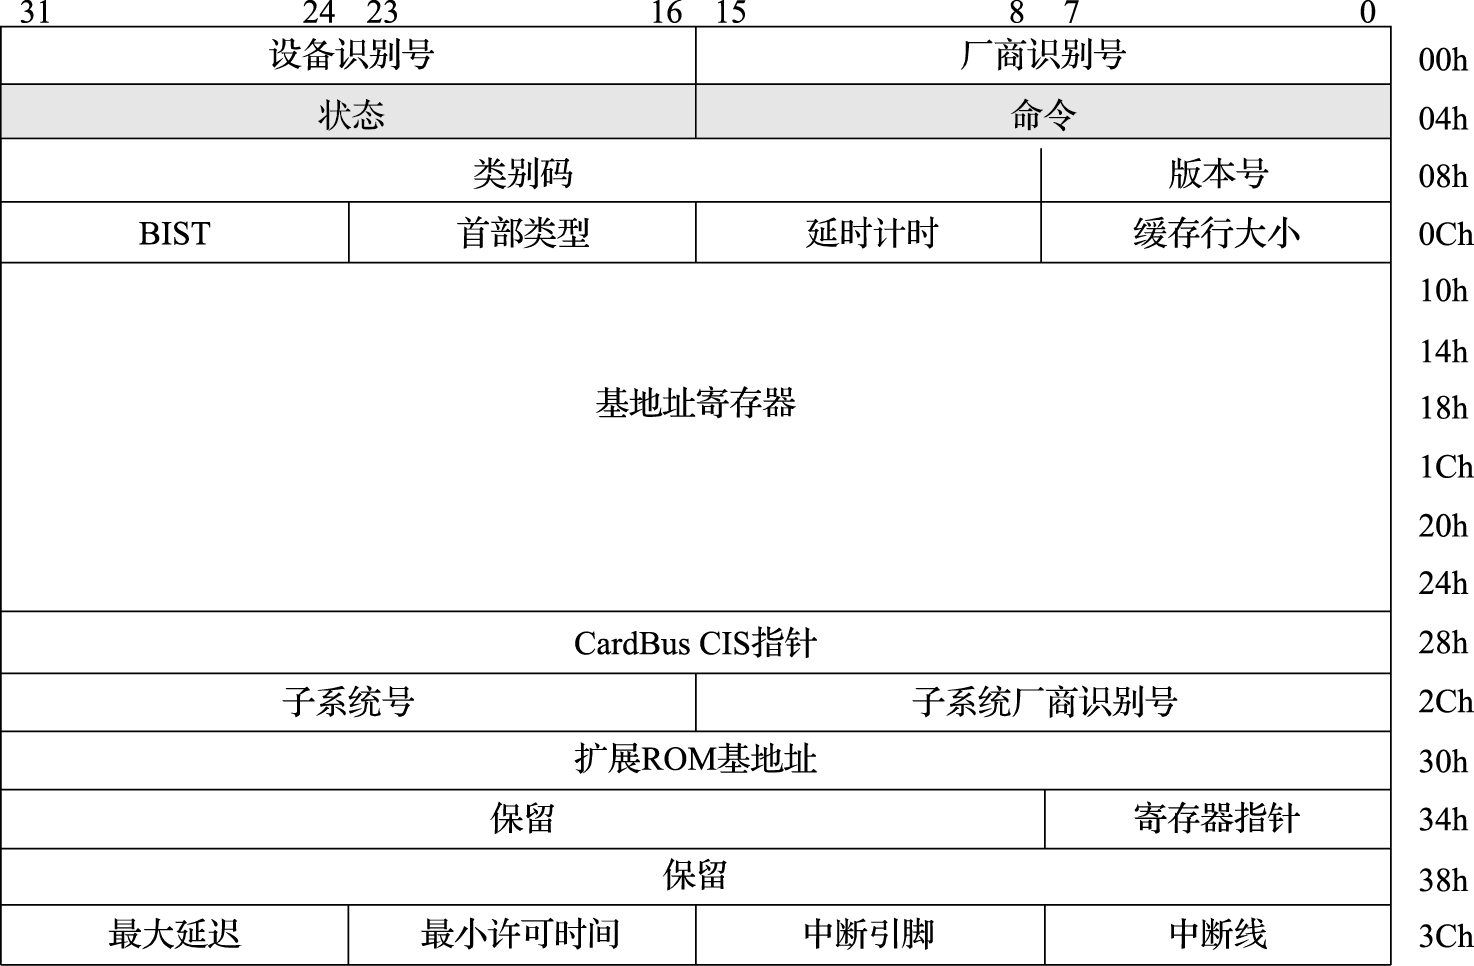 31 24 23 16 15 8 7 0
设备识别号 厂商识别号 00h
状态 命令 04h
类别码 版本号 08h
BIST 首部类型 延时计时 缓存行大小 0Ch
10h
14h
基地址寄存器 18h
1Ch
20h
24h
CardBus CIS指针 28h
子系统号 子系统厂商识别号 2Ch
扩展ROM基地址 30h
保留 寄存器指针 34h
保留 38h
最大延迟 最小许可时间 中断引脚 中断线 3Ch